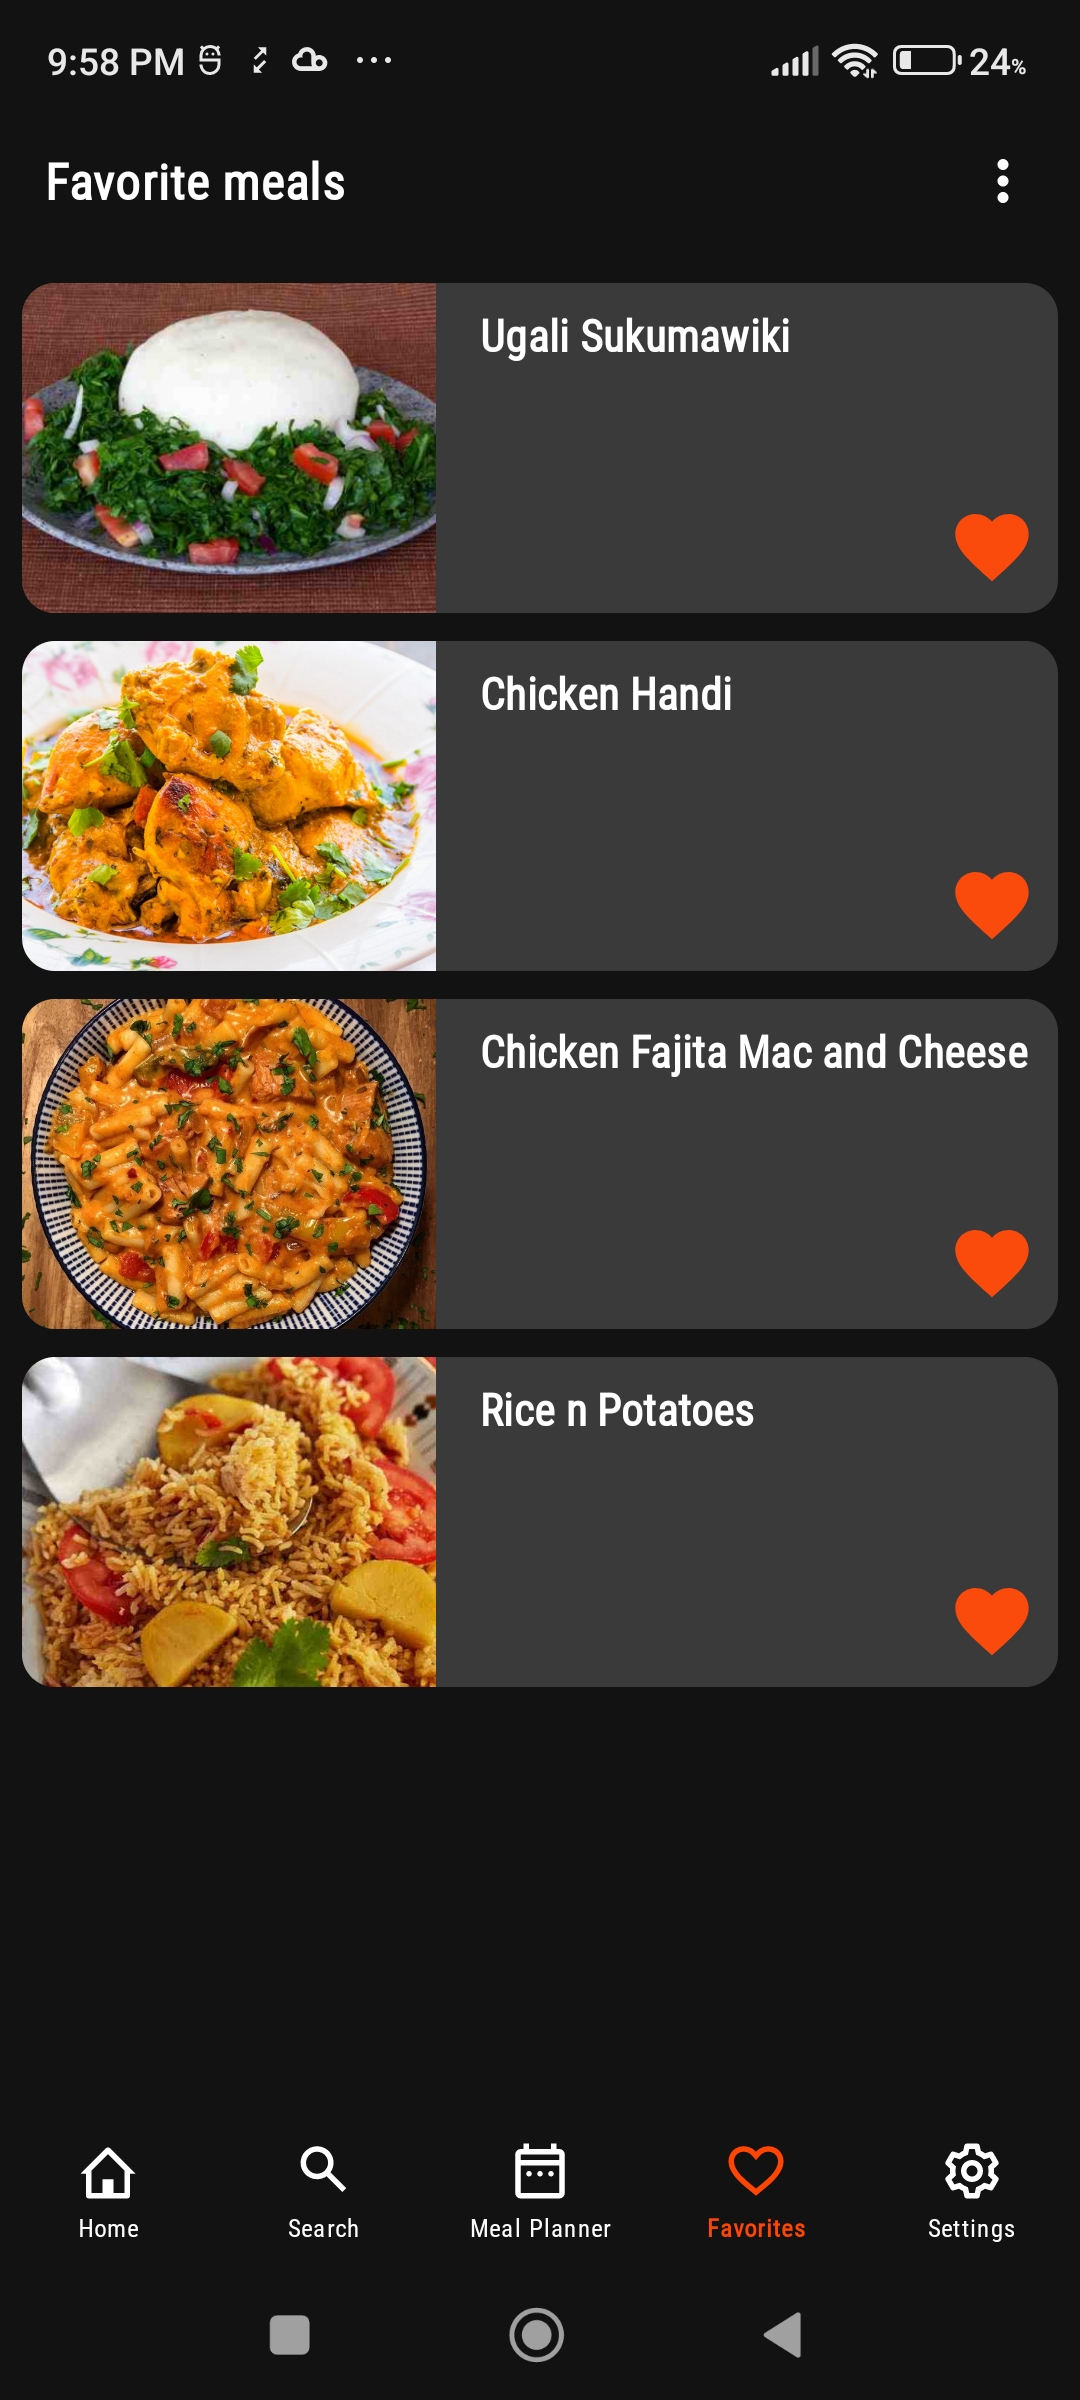 9:58 PM
24%
Favorite meals
Ugali Sukumawiki
Chicken Handi
Chicken Fajita Mac and Cheese
Rice n Potatoes
Home Search Meal Planner Favorites Settings